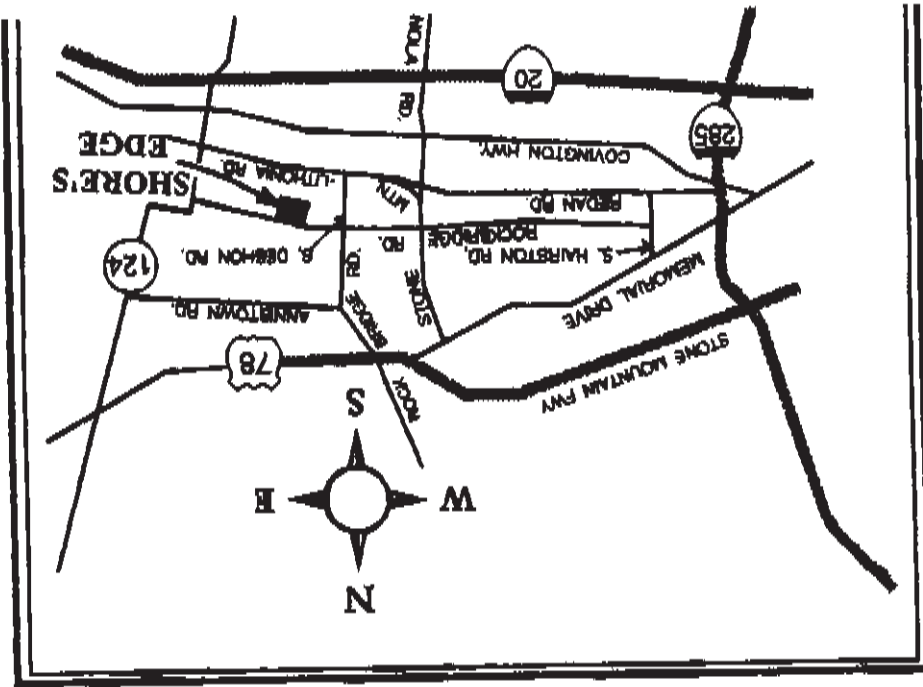 N
W
E
S
STONE MOUNTAIN FWY
ROCK
BRIDGE
RD.
78
MEMORIAL DRIVE
STONE
MTN.
LITHONIA RD.
ANNISTOWN RD.
124
S. HAIRSTON RD.
ROCKBRIDGE
RD.
S. DESHON RD.
REDAN RD.
SHORE'S
EDGE
285
COVINGTON HWY.
20
NOLA RD.